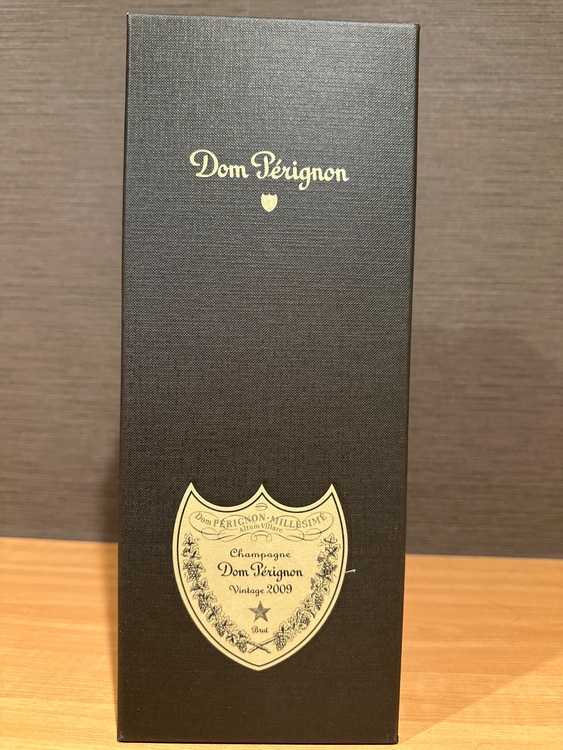 Dom Pérignon
Dom PÉRIGNON·MILLÉSIME
Altum Villare
Champagne
Dom Pérignon
Vintage 2009
Brut